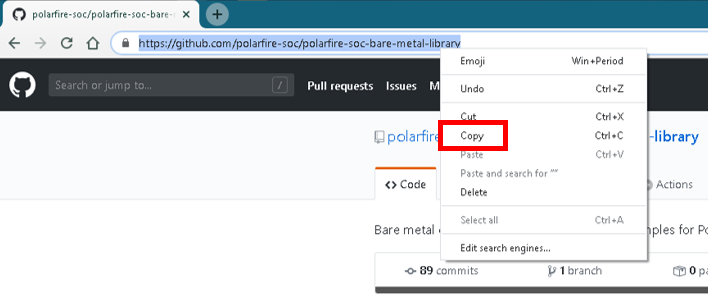 polarfire-soc/polarfire-soc-bare-m
https://github.com/polarfire-soc/polarfire-soc-bare-metal-library
Search or jump to... / Pull requests Issues M
polarfire -library
Code Actions
Bare metal mples for Po
89 commits 1 branch 0 pa
Emoji Win+Period
Undo Ctrl+Z
Cut Ctrl+X
Copy Ctrl+C
Paste Ctrl+V
Paste and search for “”
Delete
Select all Ctrl+A
Edit search engines...